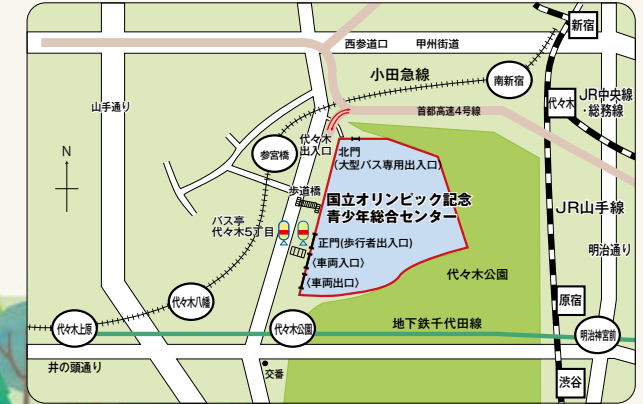 新宿
西参道口
甲州街道
小田急線
南新宿
代々木
JR中央線
・総務線
山手通り
首都高速4号線
N
代々木
出入口
北門
(大型バス専用出入口)
参宮橋
歩道橋
国立オリンピック記念
青少年総合センター
JR山手線
バス亭
代々木5丁目
正門(歩行者出入口)
明治通り
〈車両入口〉
代々木公園
〈車両出口〉
代々木八幡
原宿
代々木上原
代々木公園
地下鉄千代田線
明治神宮前
井の頭通り
交番
渋谷